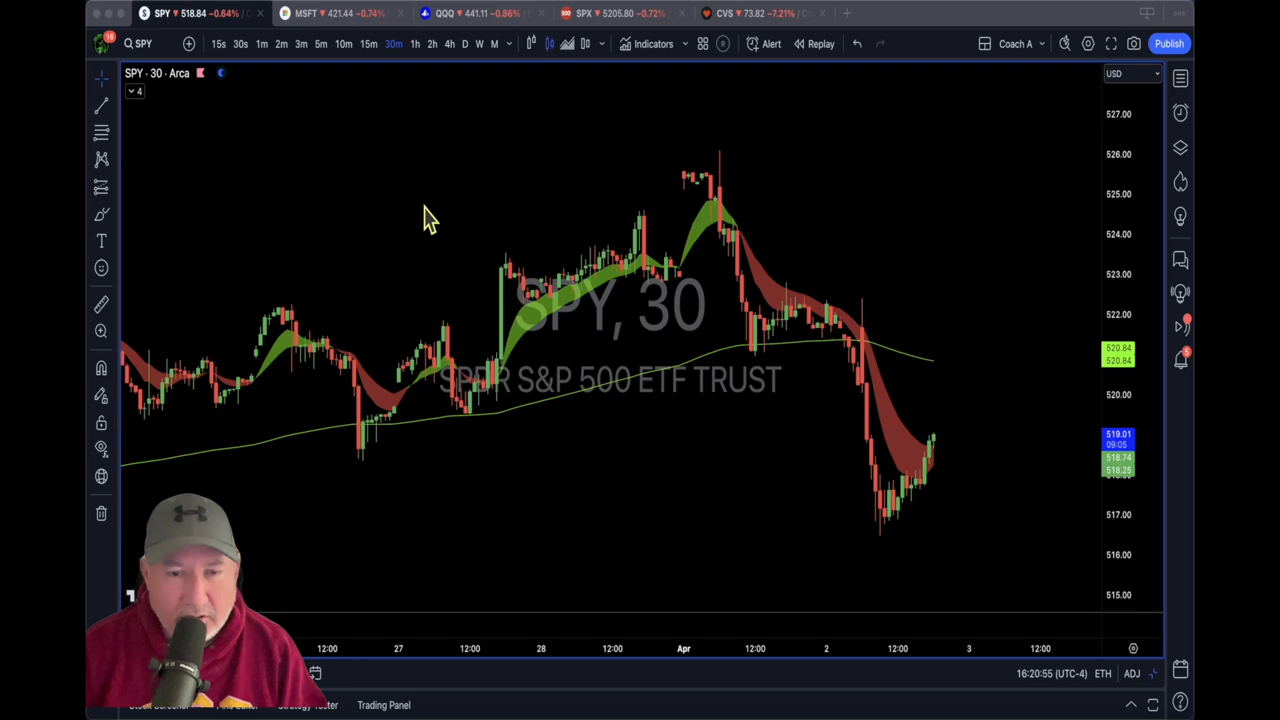 SPY ▼ 518.84 −0.64% / MSFT ▼ 421.44 −0.74% / QQQ ▼ 441.11 −0.86% / SPX ▼ 5205.80 −0.72% / CVS ▼ 73.82 −7.21% /
16
SPY 15s 30s 1m 2m 3m 5m 10m 15m 30m 1h 2h 4h D W M Indicators Alert Replay Coach A Publish
SPY · 30 · Arca
USD
4
527.00
526.00
525.00
524.00
523.00
522.00
SPY, 30
SPDR S&P 500 ETF TRUST
520.84
520.84
520.00
519.01
09:05
518.74
518.25
517.00
516.00
515.00
5
12:00 27 12:00 28 12:00 Apr 12:00 2 12:00 3 12:00
16:20:55 (UTC-4) ETH ADJ
Trading Panel